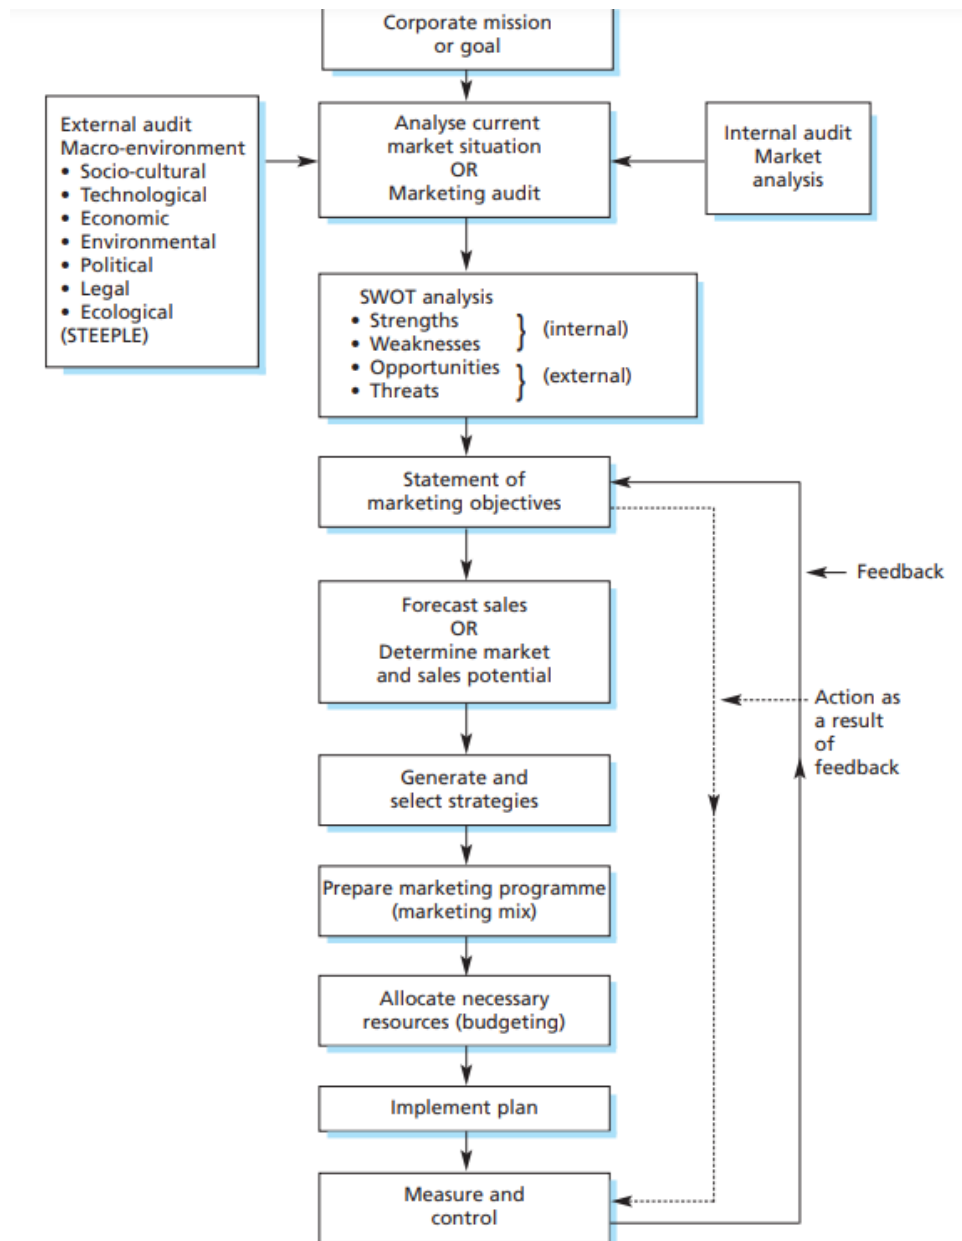 Corporate mission
or goal
External audit
Macro-environment
• Socio-cultural
• Technological
• Economic
• Environmental
• Political
• Legal
• Ecological
(STEEPLE)
Analyse current
market situation
OR
Marketing audit
Internal audit
Market
analysis
SWOT analysis
• Strengths
• Weaknesses
} (internal)
• Opportunities
• Threats
} (external)
Statement of
marketing objectives
Feedback
Forecast sales
OR
Determine market
and sales potential
Action as
a result
of
feedback
Generate and
select strategies
Prepare marketing programme
(marketing mix)
Allocate necessary
resources (budgeting)
Implement plan
Measure and
control